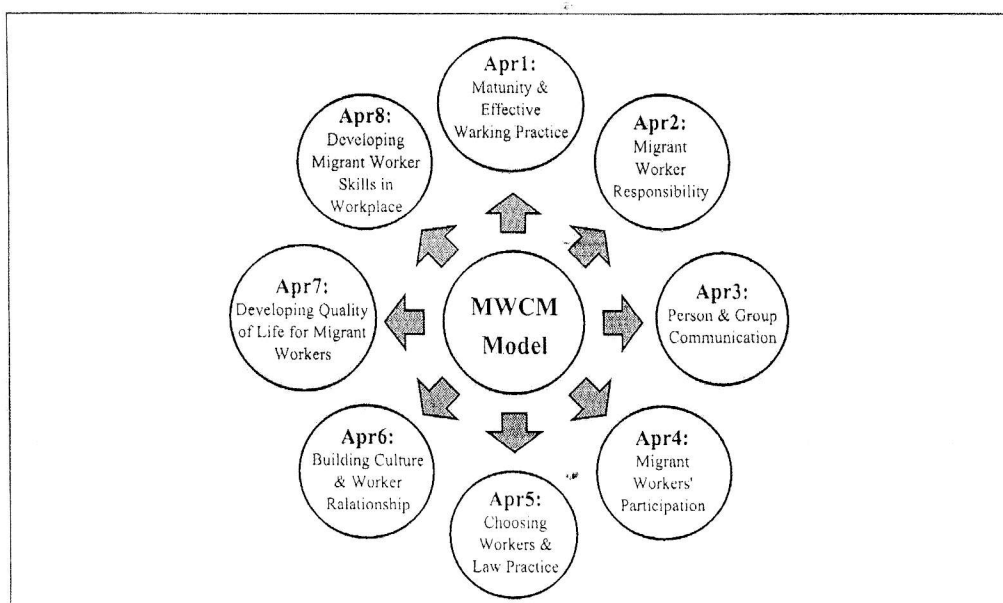 Apr1:
Matunity &
Effective
Warking Practice
Apr2:
Migrant
Worker
Responsibility
Apr3:
Person & Group
Communication
Apr4:
Migrant
Workers'
Participation
Apr5:
Choosing
Workers &
Law Practice
Apr6:
Building Culture
& Worker
Ralationship
Apr7:
Developing Quality
of Life for Migrant
Workers
Apr8:
Developing
Migrant Worker
Skills in
Workplace
MWCM
Model